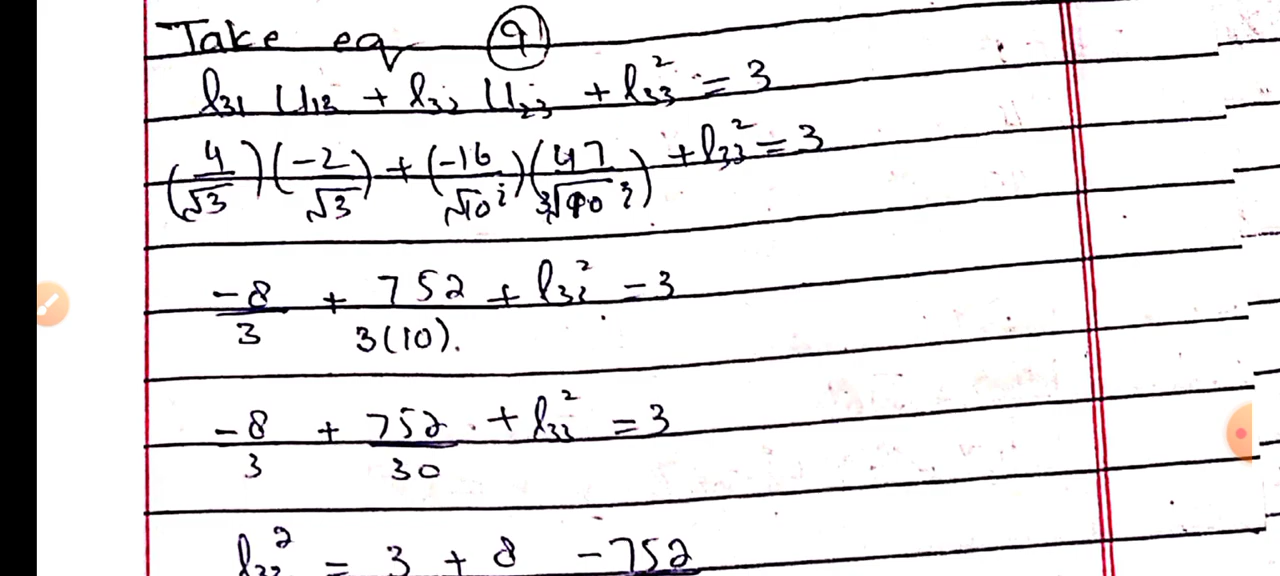 Take eq (9)
l₃₁ U₁₃ + l₃₂ U₂₃ + l₃₃² = 3
(4/√3)(-2/√3) + (-16/√10 i)(47/3√10 i) + l₃₃² = 3
-8/3 + 752/3(10). + l₃₃² = 3
-8/3 + 752/30 + l₃₃² = 3
l₃₃² = 3 + 8 - 752